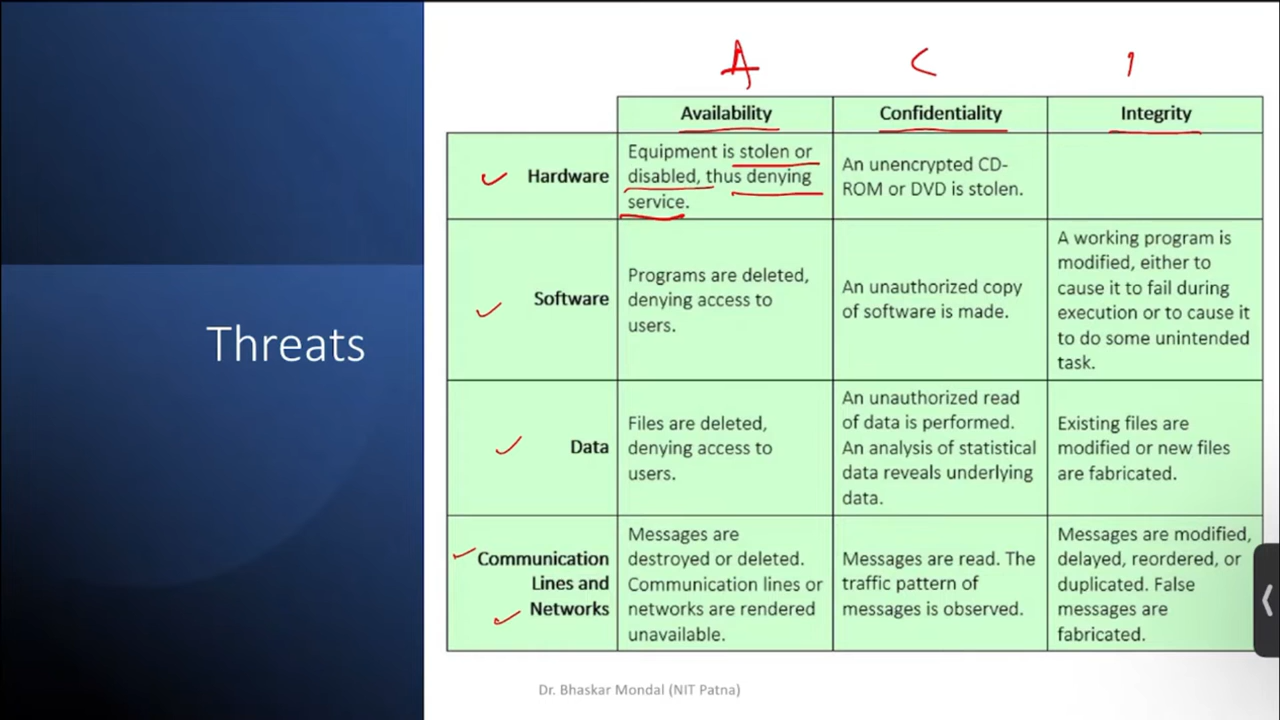 A C I
Availability Confidentiality Integrity
Hardware
Equipment is stolen or
disabled, thus denying
service.
An unencrypted CD-
ROM or DVD is stolen.
Software
Programs are deleted,
denying access to
users.
An unauthorized copy
of software is made.
A working program is
modified, either to
cause it to fail during
execution or to cause it
to do some unintended
task.
Threats
Data
Files are deleted,
denying access to
users.
An unauthorized read
of data is performed.
An analysis of statistical
data reveals underlying
data.
Existing files are
modified or new files
are fabricated.
Communication
Lines and
Networks
Messages are
destroyed or deleted.
Communication lines or
networks are rendered
unavailable.
Messages are read. The
traffic pattern of
messages is observed.
Messages are modified,
delayed, reordered, or
duplicated. False
messages are
fabricated.
Dr. Bhaskar Mondal (NIT Patna)